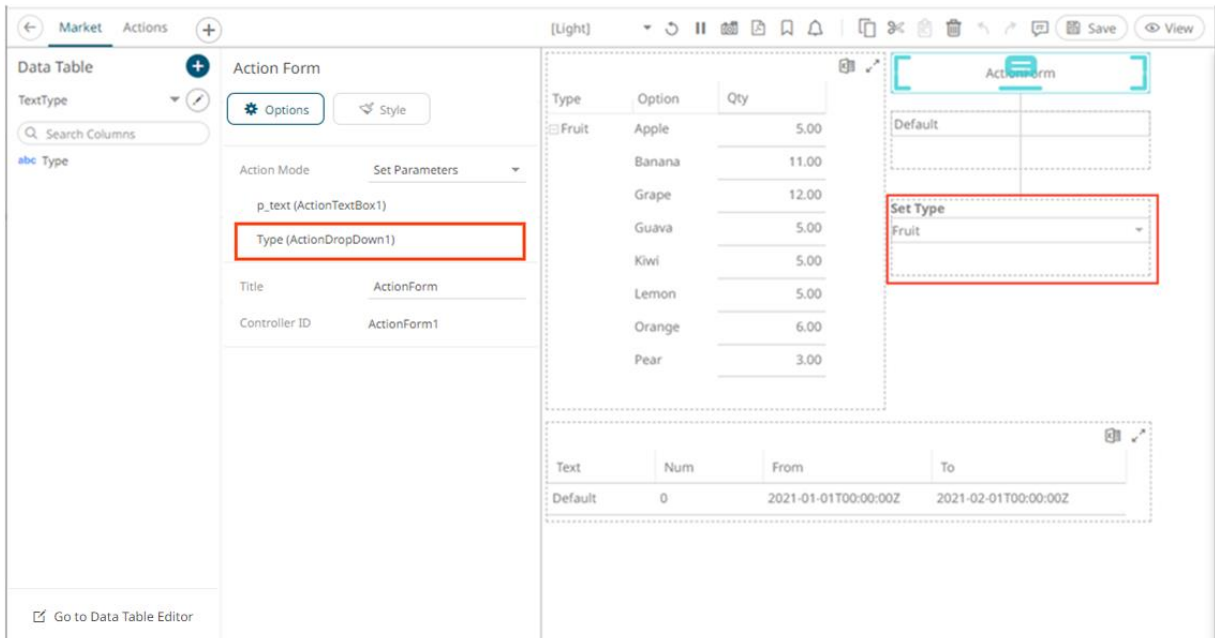 Market Actions [Light] Save View
Data Table
TextType
Search Columns
abc Type
Go to Data Table Editor
Action Form
Options Style
Action Mode Set Parameters
p_text (ActionTextBox1)
Type (ActionDropDown1)
Title ActionForm
Controller ID ActionForm1
Type Option Qty
Fruit Apple 5.00
Banana 11.00
Grape 12.00
Guava 5.00
Kiwi 5.00
Lemon 5.00
Orange 6.00
Pear 3.00
ActionForm
Default
Set Type
Fruit
Text Num From To
Default 0 2021-01-01T00:00:00Z 2021-02-01T00:00:00Z